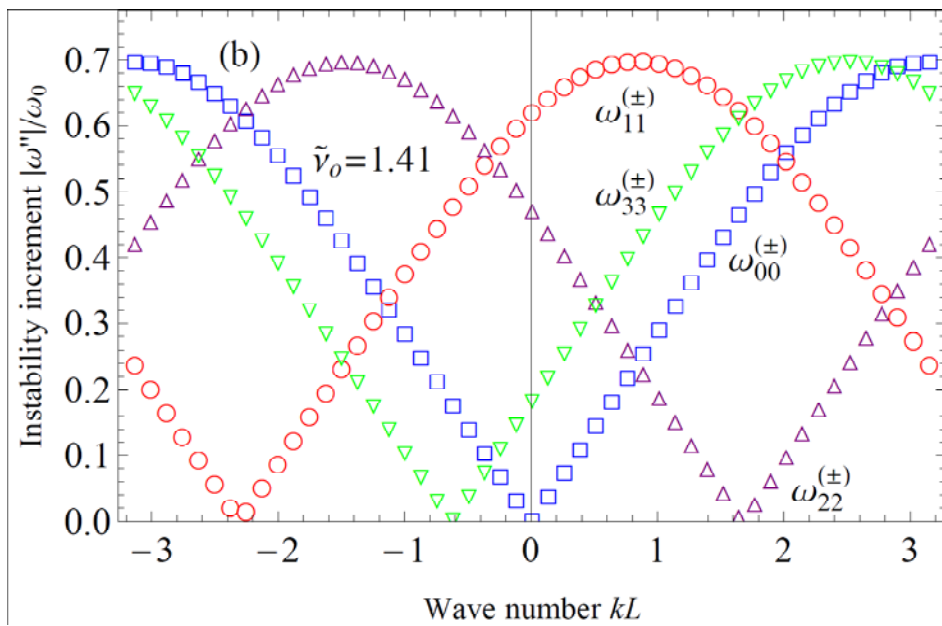 (b)
ṽ₀=1.41
ω₁₁^(±)
ω₃₃^(±)
ω₀₀^(±)
ω₂₂^(±)
Instability increment |ω'''|/ω₀
0.7
0.6
0.5
0.4
0.3
0.2
0.1
0.0
−3 −2 −1 0 1 2 3
Wave number kL